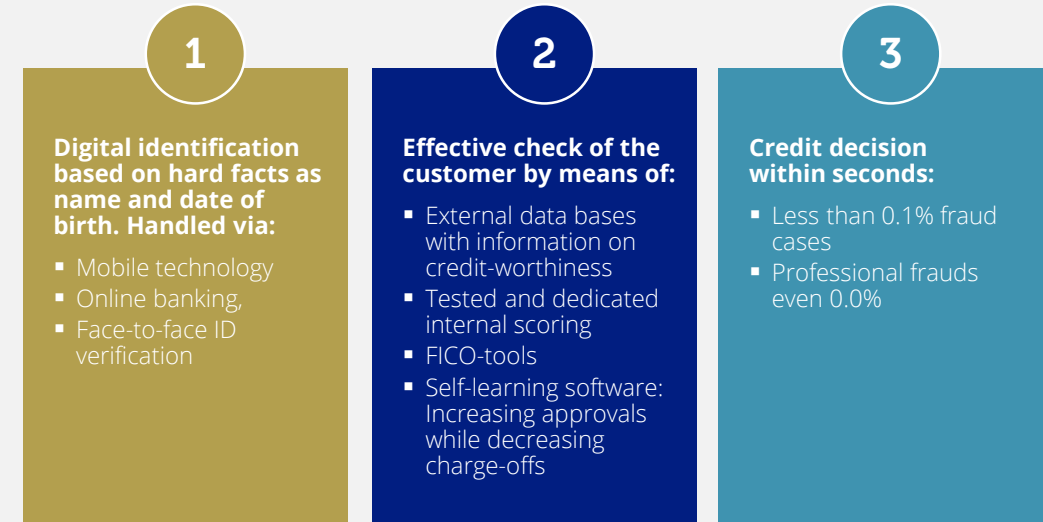 1
Digital identification
based on hard facts as
name and date of
birth. Handled via:
▪ Mobile technology
▪ Online banking,
▪ Face-to-face ID
verification
2
Effective check of the
customer by means of:
▪ External data bases
with information on
credit-worthiness
▪ Tested and dedicated
internal scoring
▪ FICO-tools
▪ Self-learning software:
Increasing approvals
while decreasing
charge-offs
3
Credit decision
within seconds:
▪ Less than 0.1% fraud
cases
▪ Professional frauds
even 0.0%